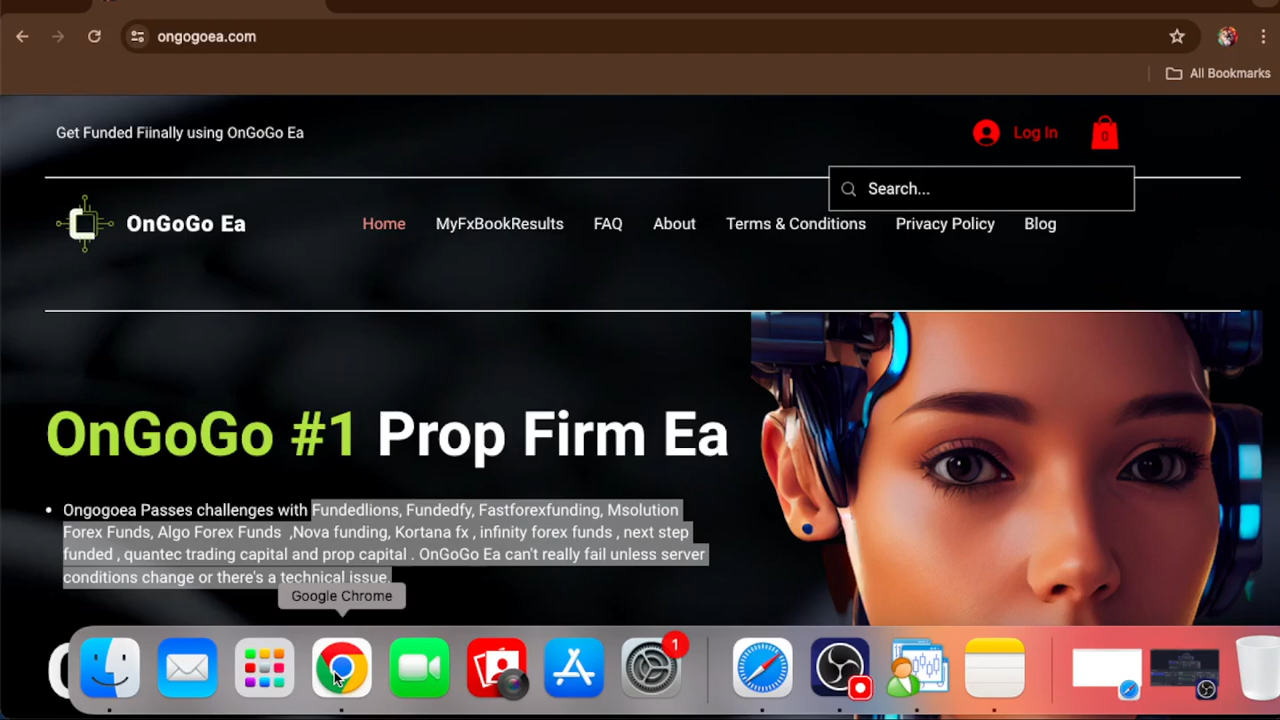 ongogoea.com
All Bookmarks
Get Funded Fiinally using OnGoGo Ea
Log In
0
Search...
OnGoGo Ea
Home MyFxBookResults FAQ About Terms & Conditions Privacy Policy Blog
OnGoGo #1 Prop Firm Ea
Ongogoea Passes challenges with Fundedlions, Fundedfy, Fastforexfunding, Msolution
Forex Funds, Algo Forex Funds ,Nova funding, Kortana fx , infinity forex funds , next step
funded , quantec trading capital and prop capital . OnGoGo Ea can't really fail unless server
conditions change or there's a technical issue.
Google Chrome
1